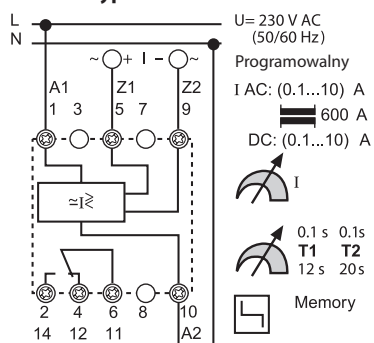 L
N
U= 230 V AC
(50/60 Hz)
~ + I - ~
Programowalny
A1 Z1 Z2
1 3 5 7 9
I AC: (0.1...10) A
600 A
DC: (0.1...10) A
≃I≷
I
0.1 s 0.1s
T1 T2
12 s 20s
2 4 6 8 10
14 12 11 A2
Memory